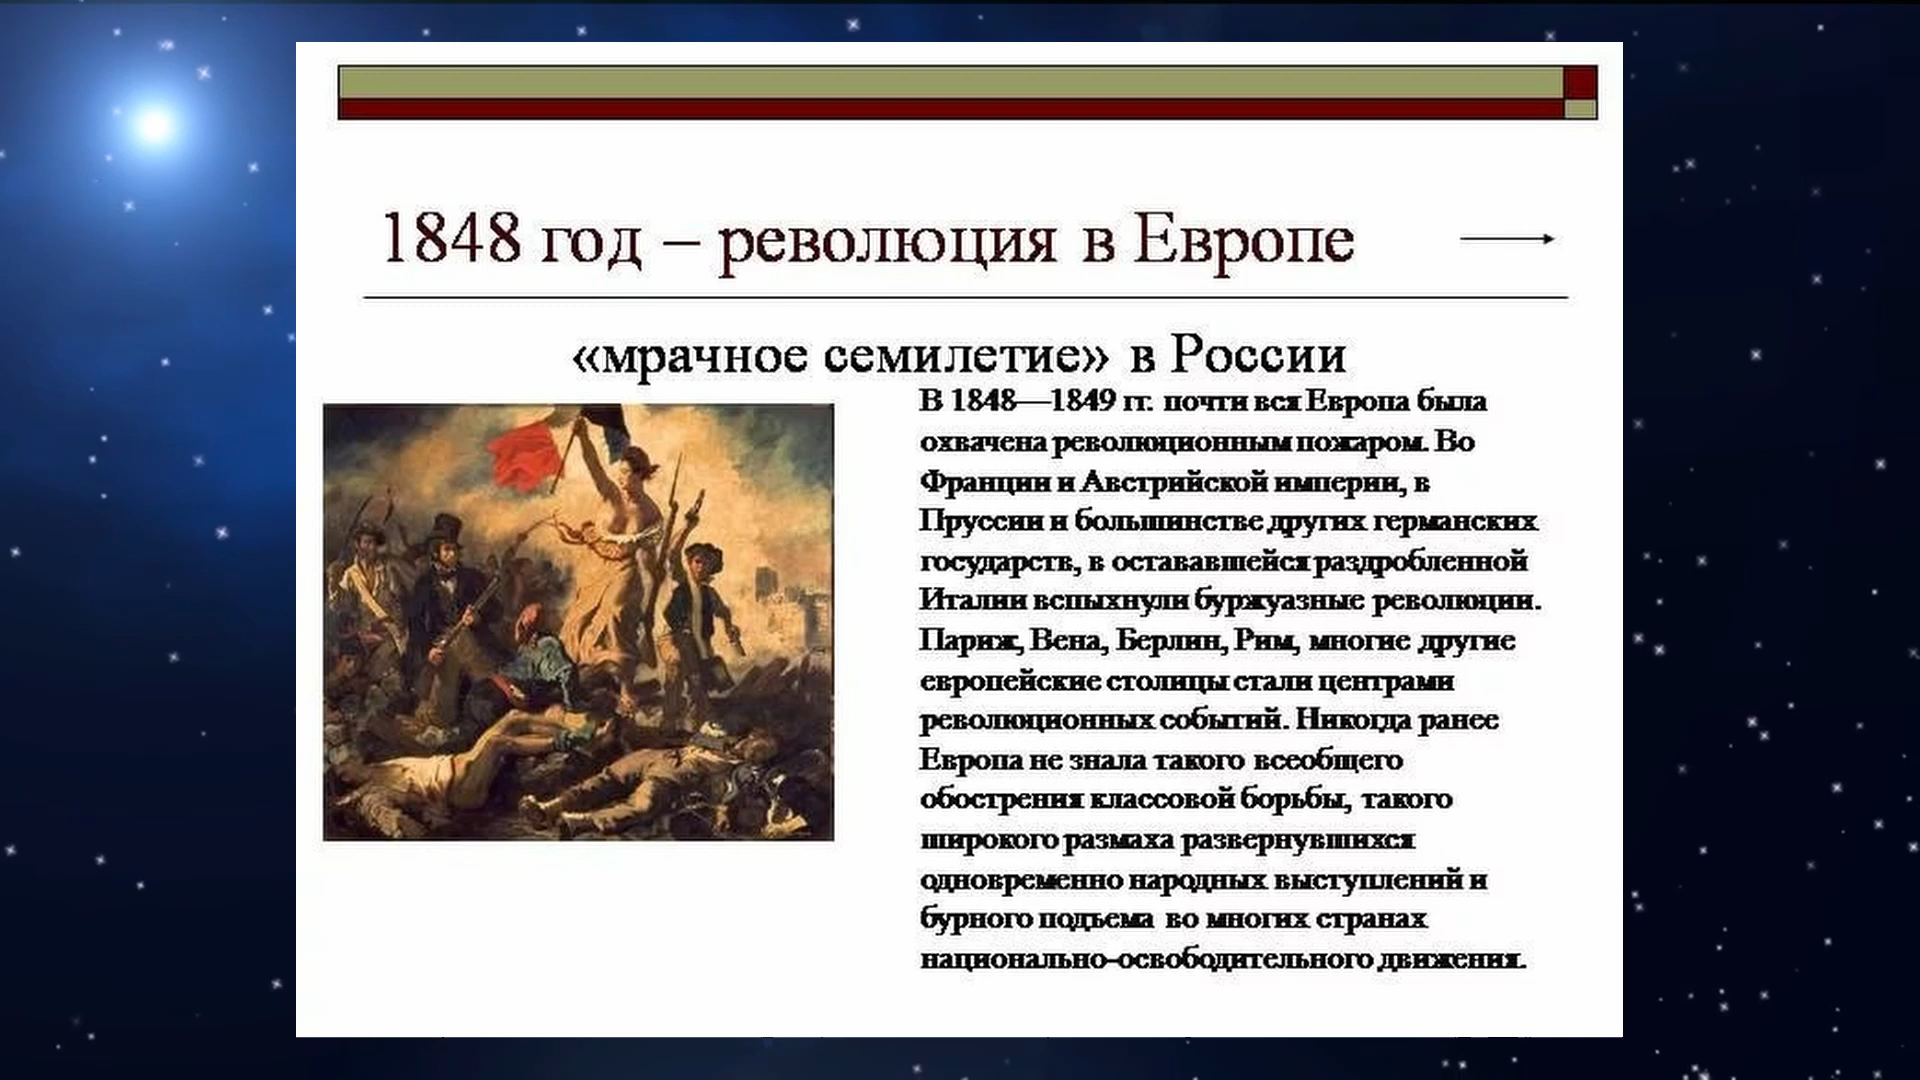 1848 год – революция в Европе
«мрачное семилетие» в России
В 1848—1849 гг. почти вся Европа была
охвачена революционным пожаром. Во
Франции и Австрийской империи, в
Пруссии и большинстве других германских
государств, в остававшейся раздробленной
Италии вспыхнули буржуазные революции.
Париж, Вена, Берлин, Рим, многие другие
европейские столицы стали центрами
революционных событий. Никогда ранее
Европа не знала такого всеобщего
обострения классовой борьбы, такого
широкого размаха развернувшихся
одновременно народных выступлений и
бурного подъема во многих странах
национально-освободительного движения.